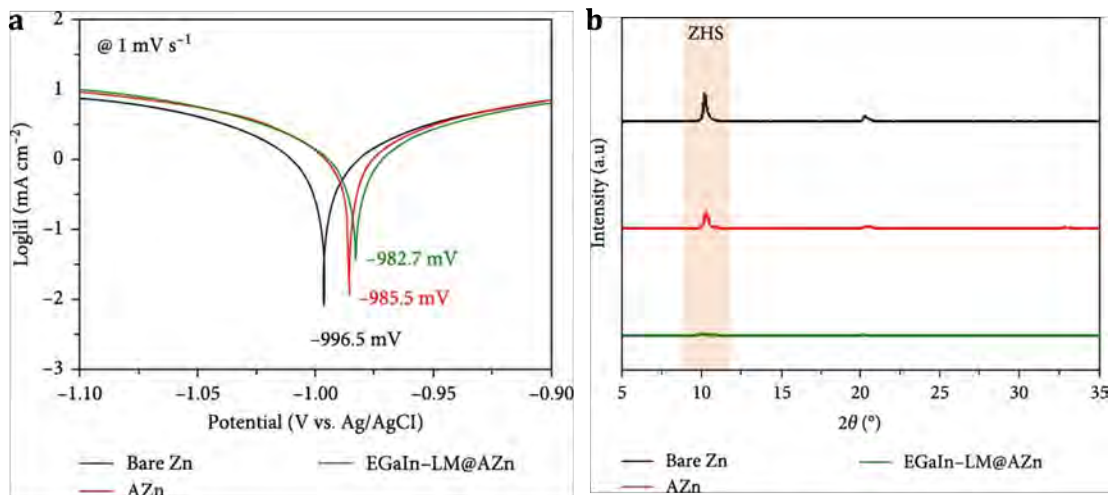 a
@ 1 mV s⁻¹
Log|i| (mA cm⁻²)
2
1
0
−1
−2
−3
−982.7 mV
−985.5 mV
−996.5 mV
−1.10
−1.05
−1.00
−0.95
−0.90
Potential (V vs. Ag/AgCl)
Bare Zn
EGaIn–LM@AZn
AZn
b
ZHS
Intensity (a.u)
5
10
15
20
25
30
35
2θ (°)
Bare Zn
EGaIn–LM@AZn
AZn